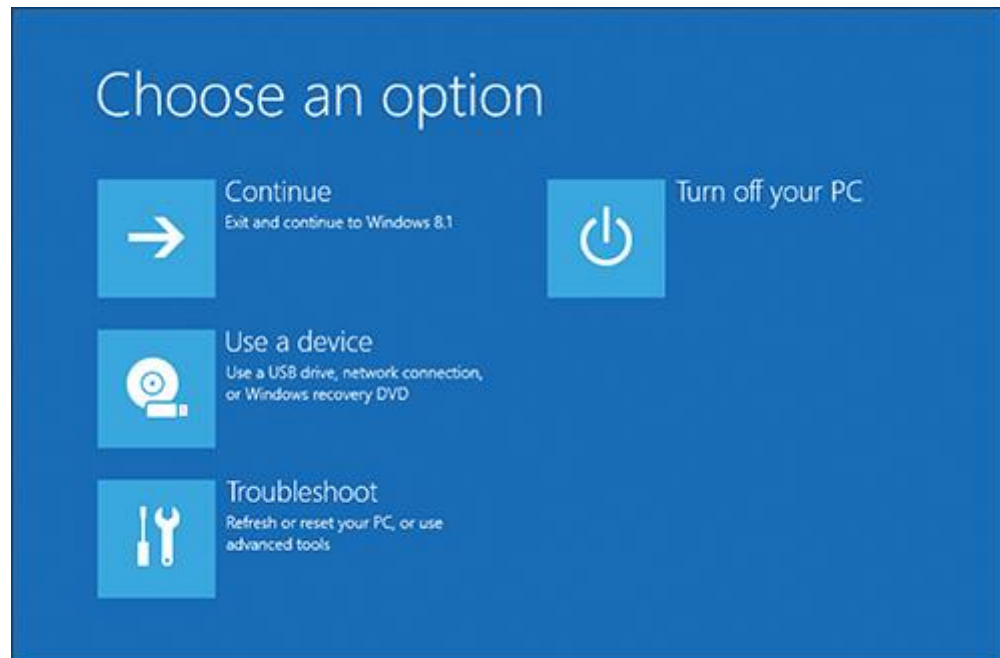 Choose an option
Continue
Exit and continue to Windows 8.1
Turn off your PC
Use a device
Use a USB drive, network connection,
or Windows recovery DVD
Troubleshoot
Refresh or reset your PC, or use
advanced tools